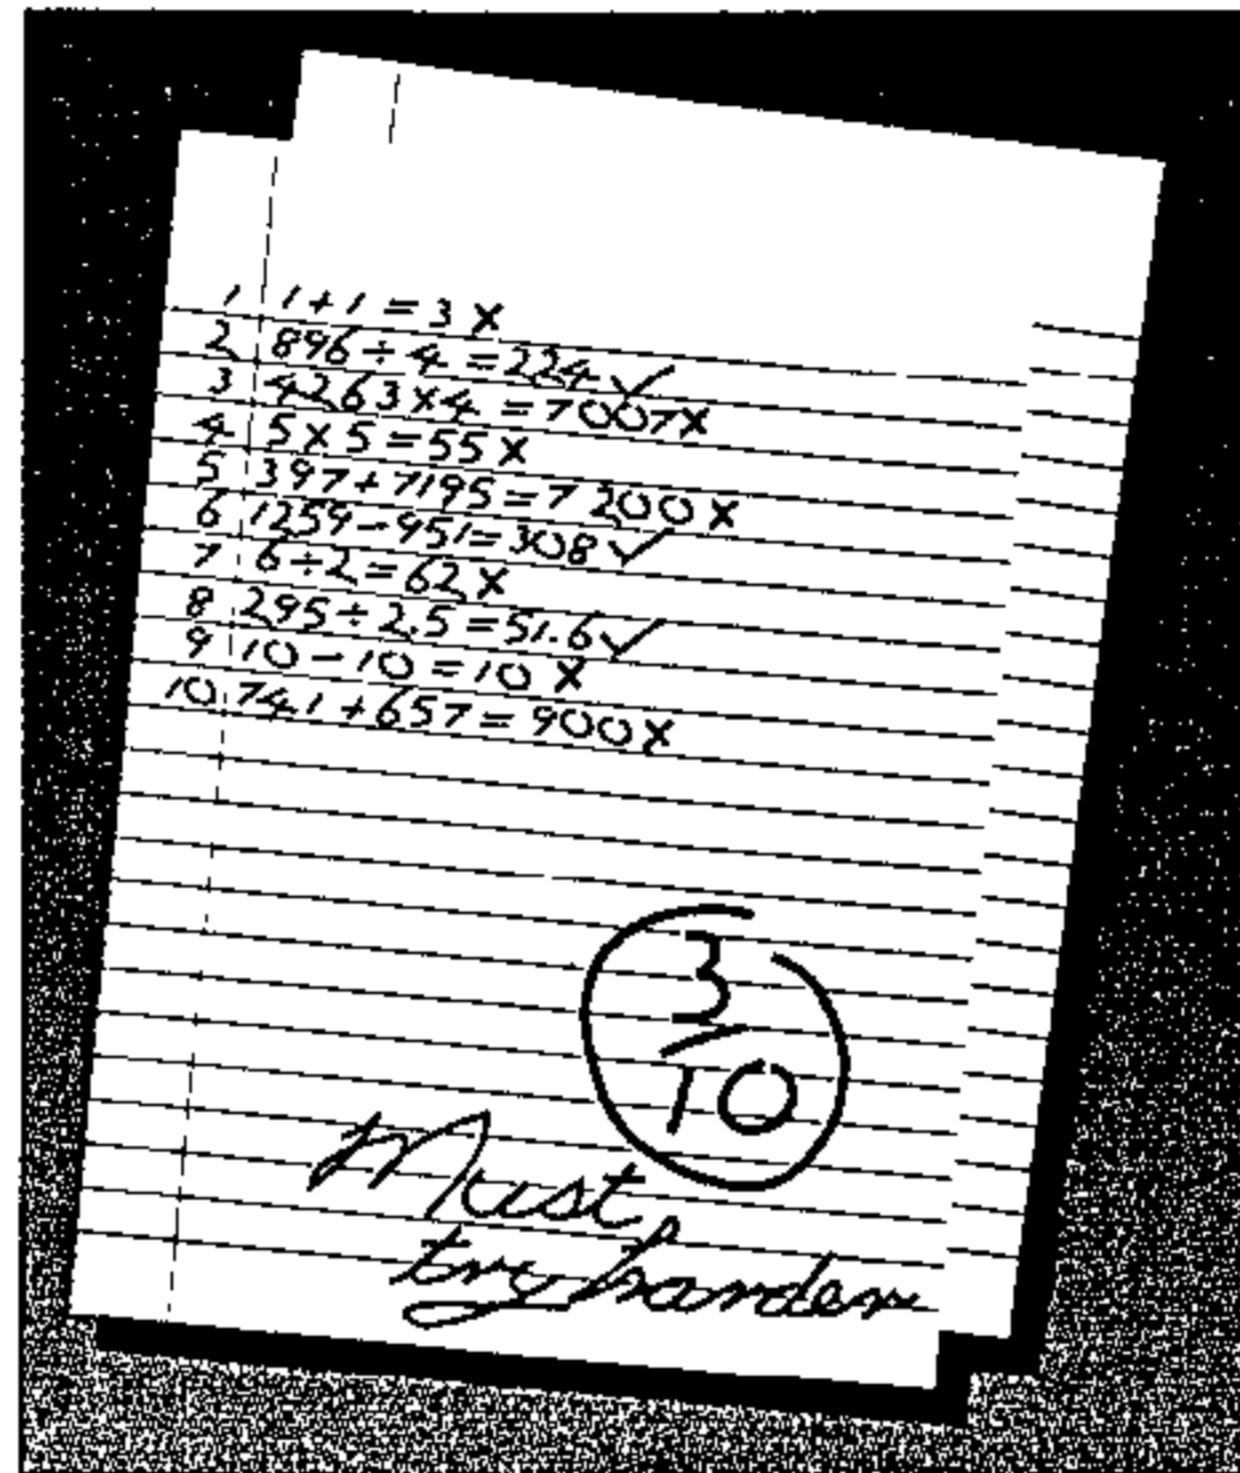 1 1+1 = 3 X
2 896 ÷ 4 = 224 ✓
3 4263 x 4 = 7007 X
4 5 x 5 = 55 X
5 397 + 7195 = 7200 X
6 1259 - 951 = 308 ✓
7 6 ÷ 2 = 62 X
8 295 ÷ 2.5 = 51.6 ✓
9 10 - 10 = 10 X
10 741 + 657 = 900 X
3/10
Must
try harder